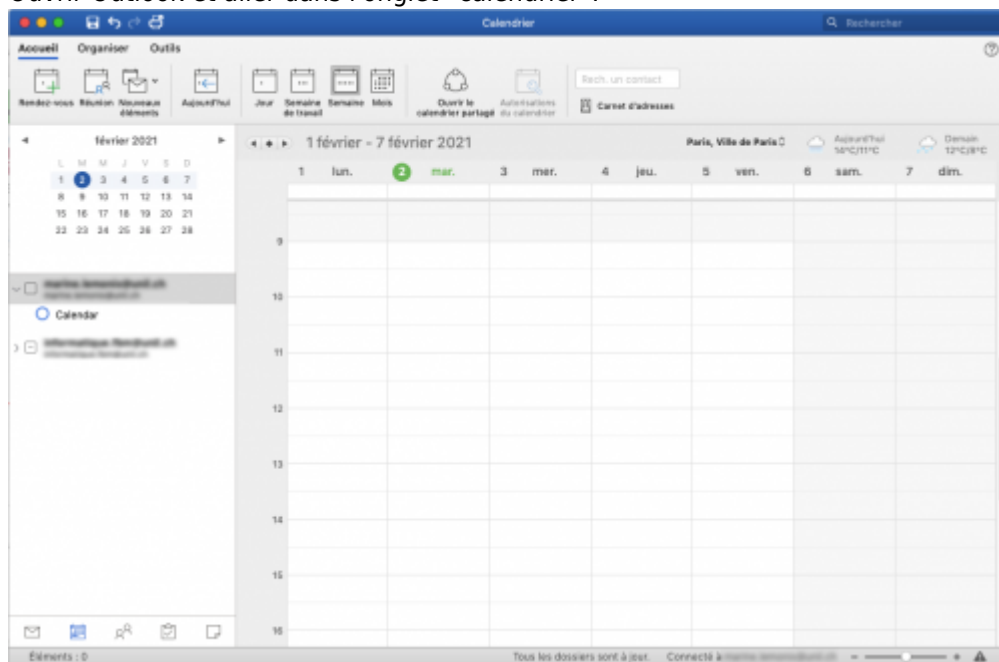 Ouvrir Outlook et aller dans l'onglet "Calendrier".
Calendrier
Rechercher
Accueil Organiser Outils
Rendez-vous Réunion Nouveaux éléments Aujourd'hui Jour Semaine de travail Semaine Mois Ouvrir le calendrier partagé Autorisations du calendrier
Rech. un contact
Carnet d'adresses
février 2021
L M M J V S D
1 2 3 4 5 6 7
8 9 10 11 12 13 14
15 16 17 18 19 20 21
22 23 24 25 26 27 28
1 février - 7 février 2021
Paris, Ville de Paris
Aujourd'hui
14°C/11°C
Demain
12°C/8°C
1 lun. 2 mar. 3 mer. 4 jeu. 5 ven. 6 sam. 7 dim.
Calendar
9
10
11
12
13
14
15
16
Éléments : 0
Tous les dossiers sont à jour.
Connecté à